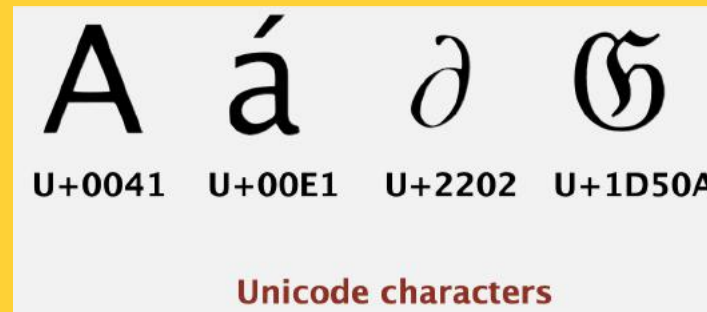 A á ∂ 𝔊
U+0041 U+00E1 U+2202 U+1D50A
Unicode characters